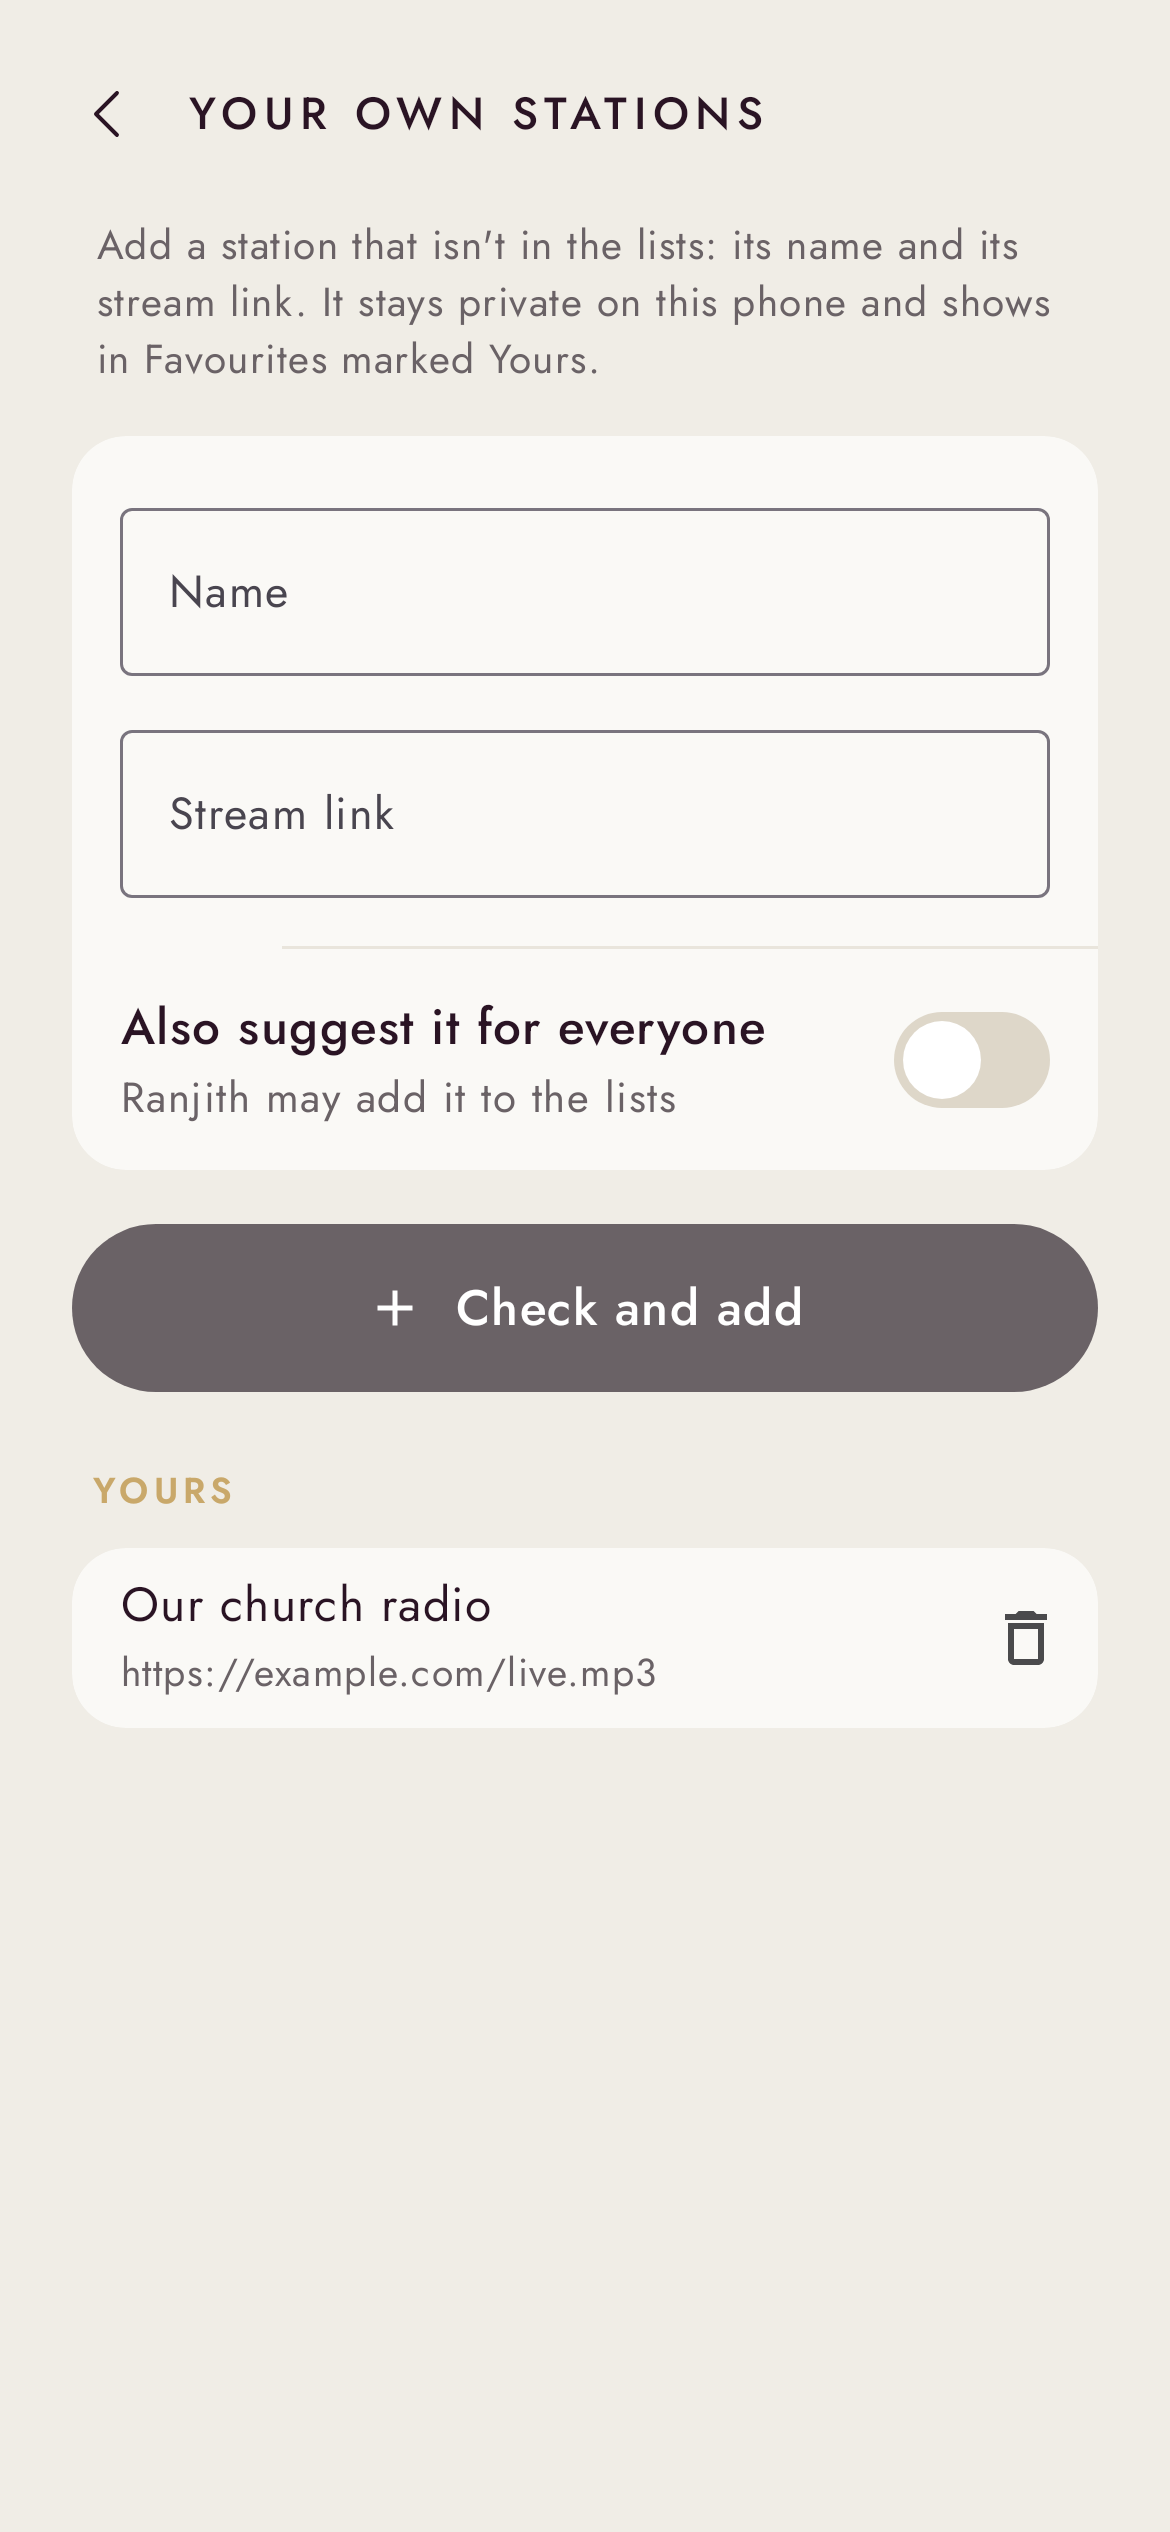 YOUR OWN STATIONS
Add a station that isn't in the lists: its name and its
stream link. It stays private on this phone and shows
in Favourites marked Yours.
Name
Stream link
Also suggest it for everyone
Ranjith may add it to the lists
+ Check and add
YOURS
Our church radio
https://example.com/live.mp3